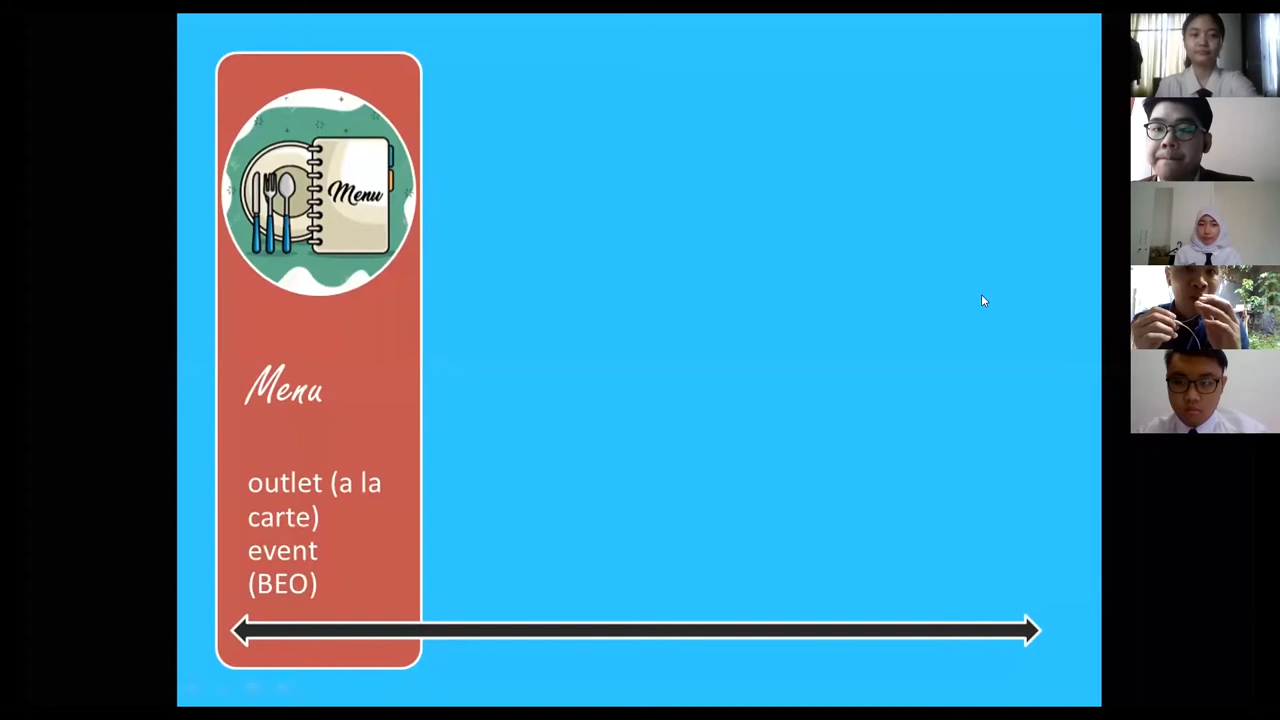 Menu
Menu
outlet (a la
carte)
event
(BEO)